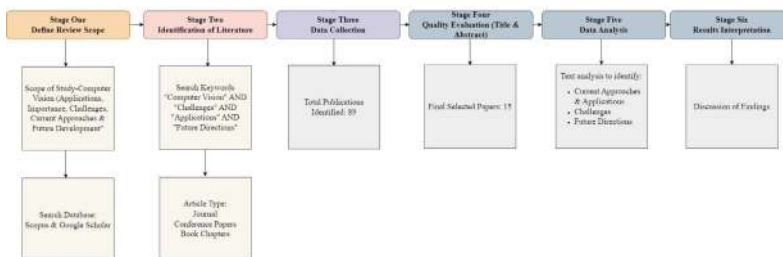 Stage One
Define Review Scope
Stage Two
Identification of Literature
Stage Three
Data Collection
Stage Four
Quality Evaluation (Title &
Abstract)
Stage Five
Data Analysis
Stage Six
Results Interpretation
Scope of Study-Computer
Vision (Applications,
Importance, Challenges,
Current Approaches &
Future Development"
Search Keywords
"Computer Vision" AND
"Challenges" AND
"Applications" AND
"Future Directions"
Total Publications
Identified: 89
Final Selected Papers: 15
Text analysis to identify:
• Current Approaches
& Applications
• Challenges
• Future Directions
Discussion of Findings
Search Database:
Scopus & Google Scholar
Article Type:
Journal
Conference Papers
Book Chapters